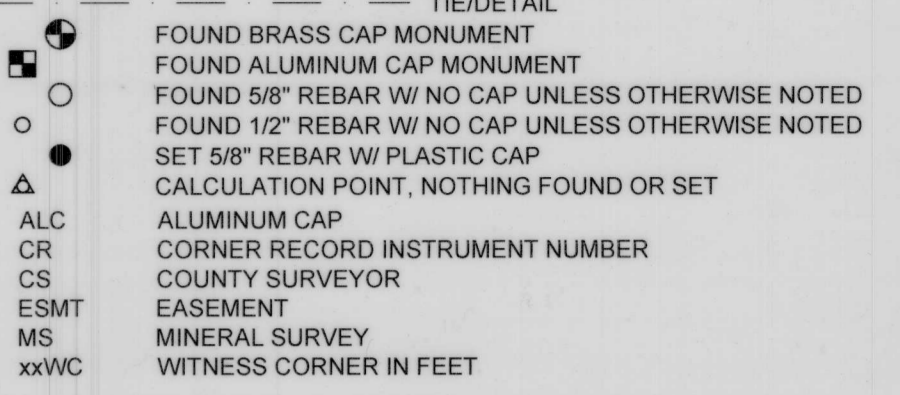 TIE/DETAIL
FOUND BRASS CAP MONUMENT
FOUND ALUMINUM CAP MONUMENT
FOUND 5/8" REBAR W/ NO CAP UNLESS OTHERWISE NOTED
FOUND 1/2" REBAR W/ NO CAP UNLESS OTHERWISE NOTED
SET 5/8" REBAR W/ PLASTIC CAP
CALCULATION POINT, NOTHING FOUND OR SET
ALC ALUMINUM CAP
CR CORNER RECORD INSTRUMENT NUMBER
CS COUNTY SURVEYOR
ESMT EASEMENT
MS MINERAL SURVEY
xxWC WITNESS CORNER IN FEET